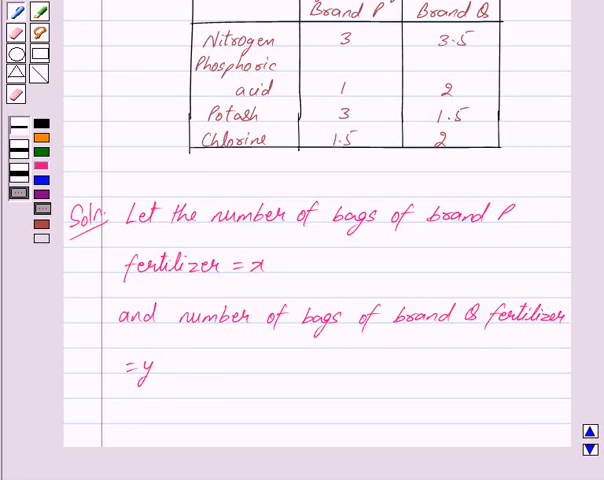 Brand P Brand Q
Nitrogen 3 3.5
Phosphoric
acid 1 2
Potash 3 1.5
Chlorine 1.5 2
Soln: Let the number of bags of brand P
fertilizer = x
and number of bags of brand Q fertilizer
= y